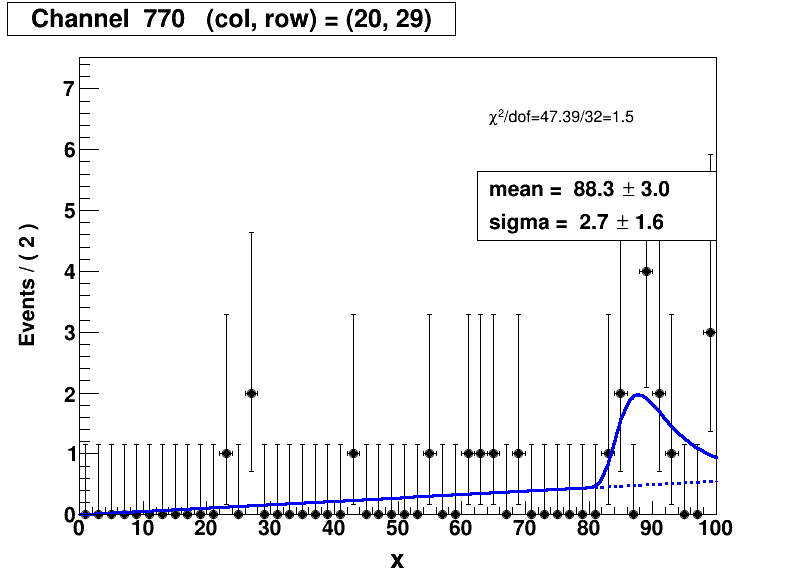 Channel  770   (col, row) = (20, 29)
χ²/dof=47.39/32=1.5
mean =  88.3 ± 3.0
sigma =  2.7 ± 1.6
Events / ( 2 )
7
6
5
4
3
2
1
0
0 10 20 30 40 50 60 70 80 90 100
x